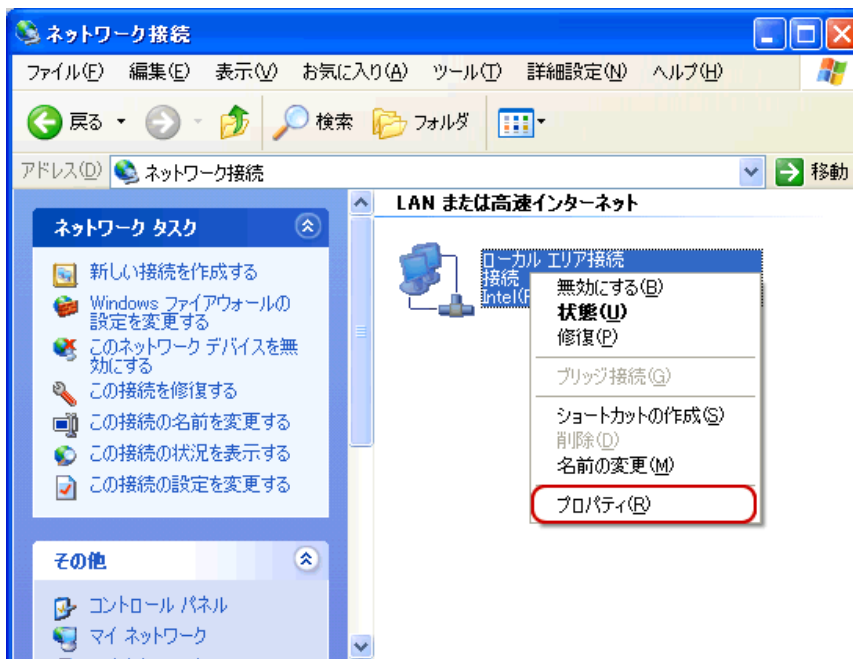 ネットワーク接続
ファイル(F) 編集(E) 表示(V) お気に入り(A) ツール(T) 詳細設定(N) ヘルプ(H)
戻る 検索 フォルダ
アドレス(D) ネットワーク接続 移動
ネットワーク タスク
新しい接続を作成する
Windows ファイアウォールの
設定を変更する
このネットワーク デバイスを無
効にする
この接続を修復する
この接続の名前を変更する
この接続の状況を表示する
この接続の設定を変更する
その他
コントロール パネル
マイ ネットワーク
LAN または高速インターネット
ローカル エリア接続
接続
無効にする(B)
状態(U)
修復(P)
ブリッジ接続(G)
ショートカットの作成(S)
削除(D)
名前の変更(M)
プロパティ(R)